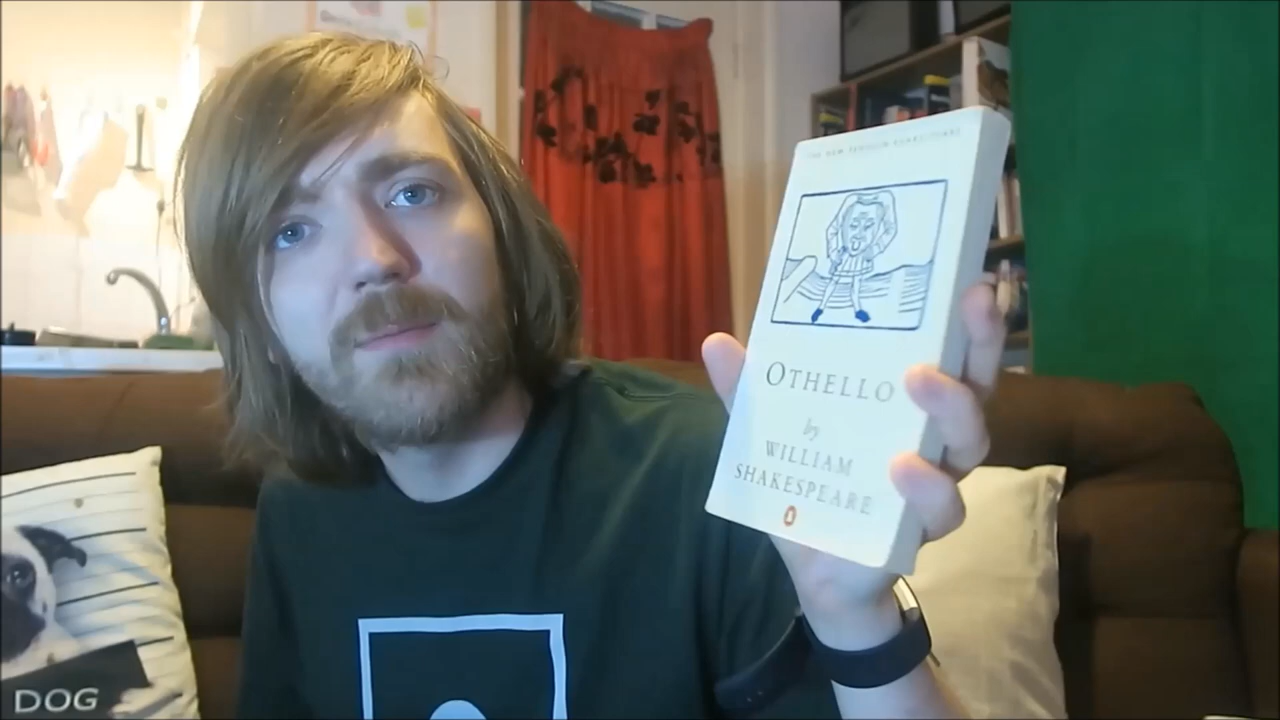 THE NEW PENGUIN SHAKESPEARE
OTHELLO
by
WILLIAM
SHAKESPEARE
DOG